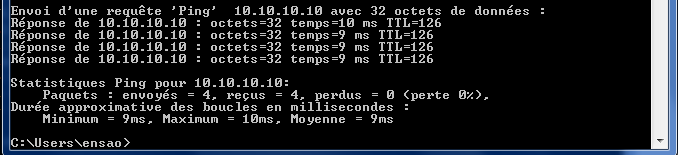 Envoi d'une requête 'Ping'  10.10.10.10 avec 32 octets de données :
Réponse de 10.10.10.10 : octets=32 temps=10 ms TTL=126
Réponse de 10.10.10.10 : octets=32 temps=9 ms TTL=126
Réponse de 10.10.10.10 : octets=32 temps=9 ms TTL=126
Réponse de 10.10.10.10 : octets=32 temps=9 ms TTL=126
Statistiques Ping pour 10.10.10.10:
    Paquets : envoyés = 4, reçus = 4, perdus = 0 (perte 0%),
Durée approximative des boucles en millisecondes :
    Minimum = 9ms, Maximum = 10ms, Moyenne = 9ms
C:\Users\ensao>